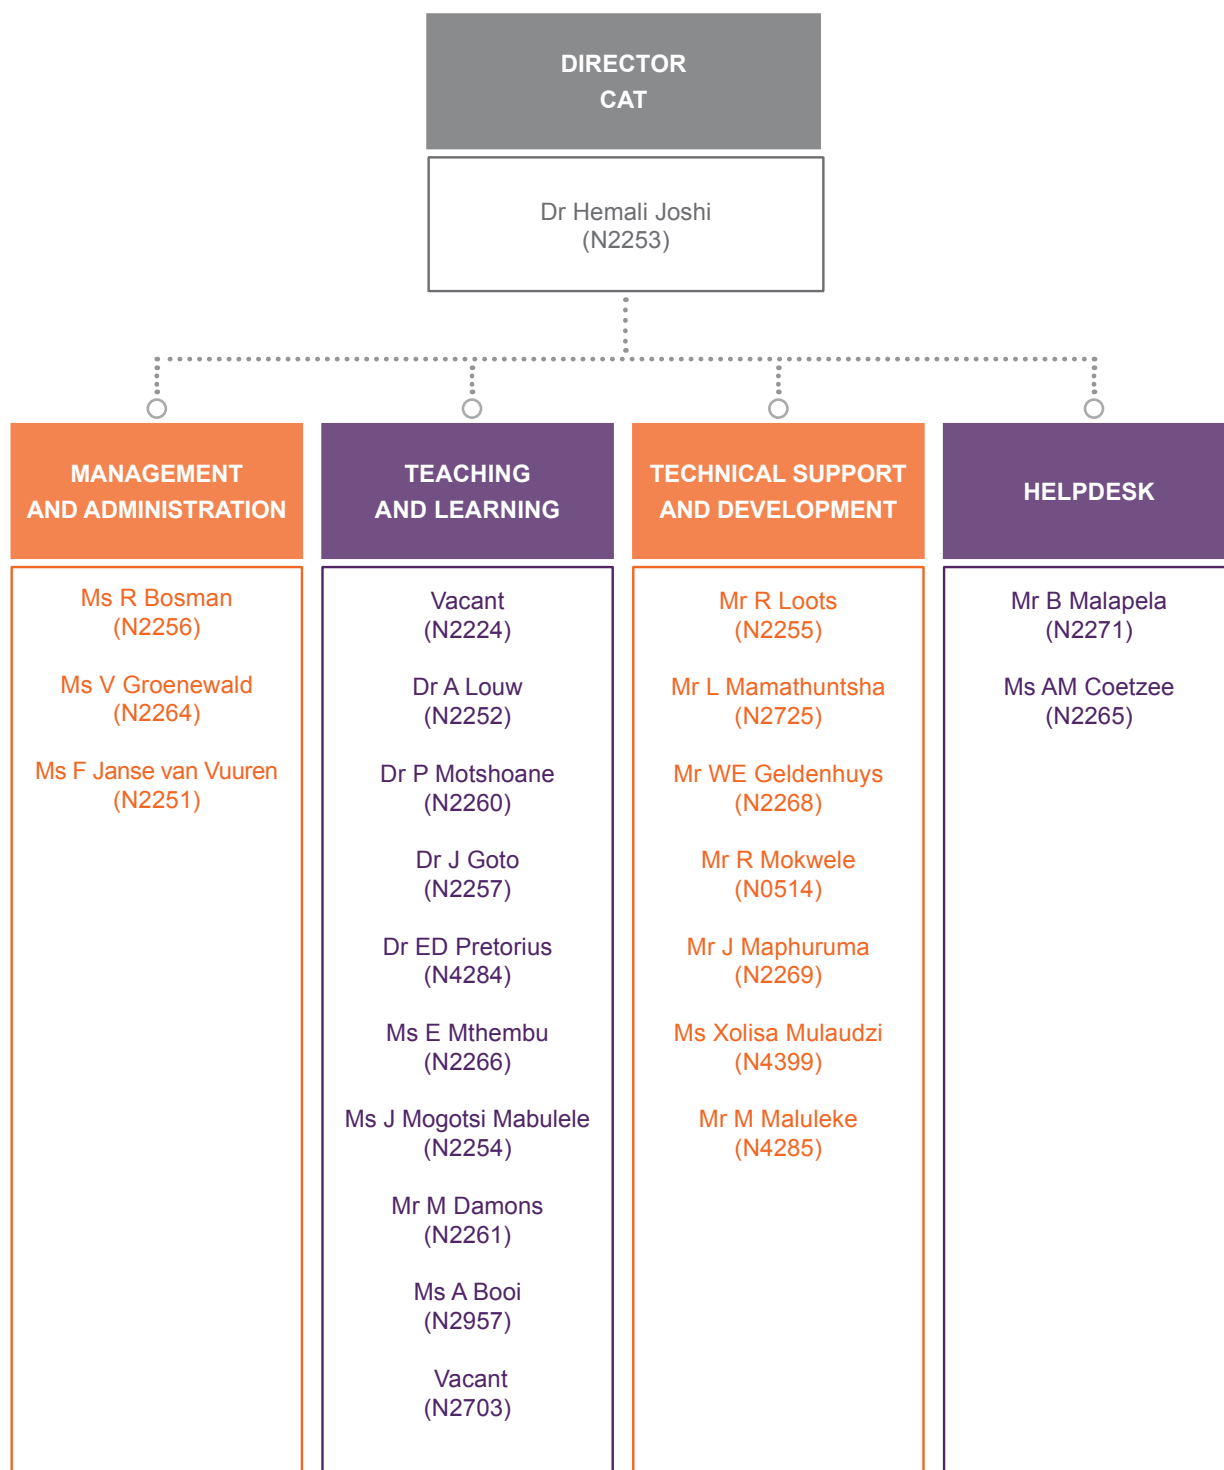 DIRECTOR
CAT
Dr Hemali Joshi
(N2253)
MANAGEMENT
AND ADMINISTRATION
Ms R Bosman
(N2256)
Ms V Groenewald
(N2264)
Ms F Janse van Vuuren
(N2251)
TEACHING
AND LEARNING
Vacant
(N2224)
Dr A Louw
(N2252)
Dr P Motshoane
(N2260)
Dr J Goto
(N2257)
Dr ED Pretorius
(N4284)
Ms E Mthembu
(N2266)
Ms J Mogotsi Mabulele
(N2254)
Mr M Damons
(N2261)
Ms A Booi
(N2957)
Vacant
(N2703)
TECHNICAL SUPPORT
AND DEVELOPMENT
Mr R Loots
(N2255)
Mr L Mamathuntsha
(N2725)
Mr WE Geldenhuys
(N2268)
Mr R Mokwele
(N0514)
Mr J Maphuruma
(N2269)
Ms Xolisa Mulaudzi
(N4399)
Mr M Maluleke
(N4285)
HELPDESK
Mr B Malapela
(N2271)
Ms AM Coetzee
(N2265)